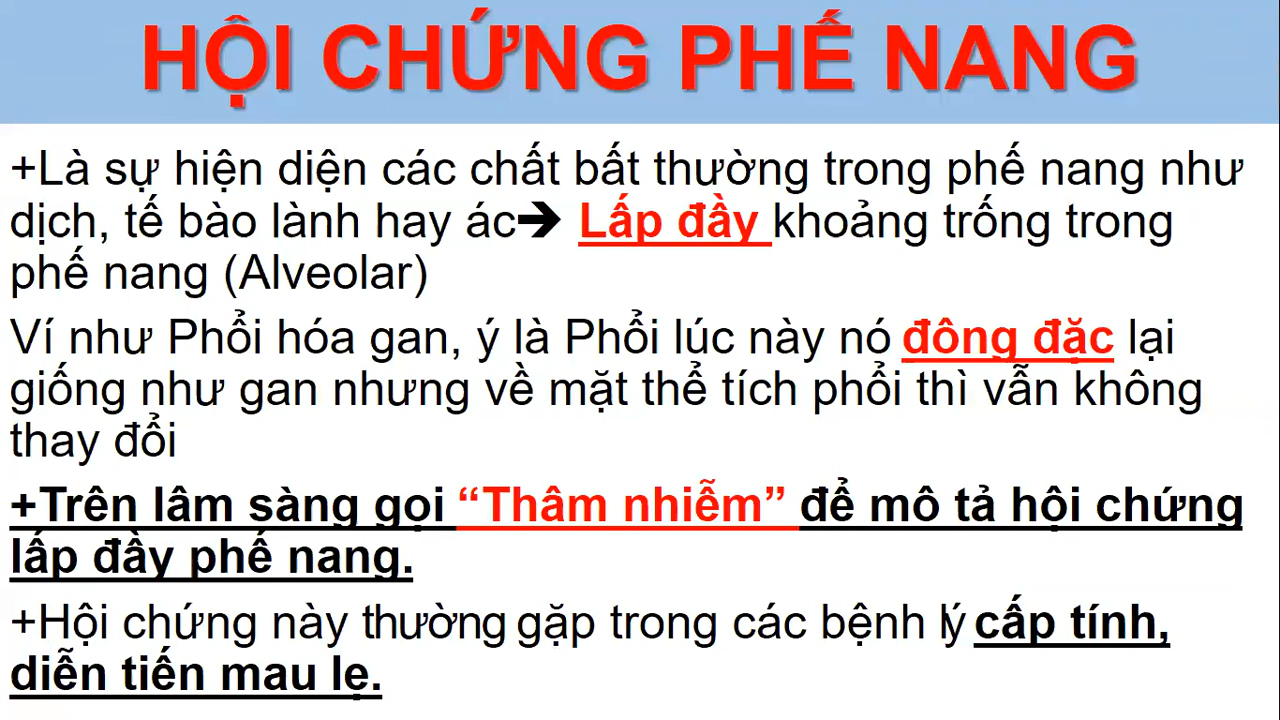 HỘI CHỨNG PHẾ NANG
+Là sự hiện diện các chất bất thường trong phế nang như
dịch, tế bào lành hay ác➔ Lấp đầy khoảng trống trong
phế nang (Alveolar)
Ví như Phổi hóa gan, ý là Phổi lúc này nó đông đặc lại
giống như gan nhưng về mặt thể tích phổi thì vẫn không
thay đổi
+Trên lâm sàng gọi “Thâm nhiễm” để mô tả hội chứng
lấp đầy phế nang.
+Hội chứng này thường gặp trong các bệnh lý cấp tính,
diễn tiến mau lẹ.